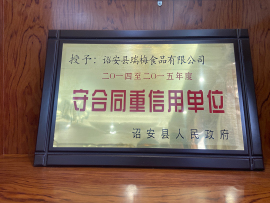 授予：诏安县瑞梅食品有限公司
二〇一四至二〇一五年度
守合同重信用单位
诏安县人民政府